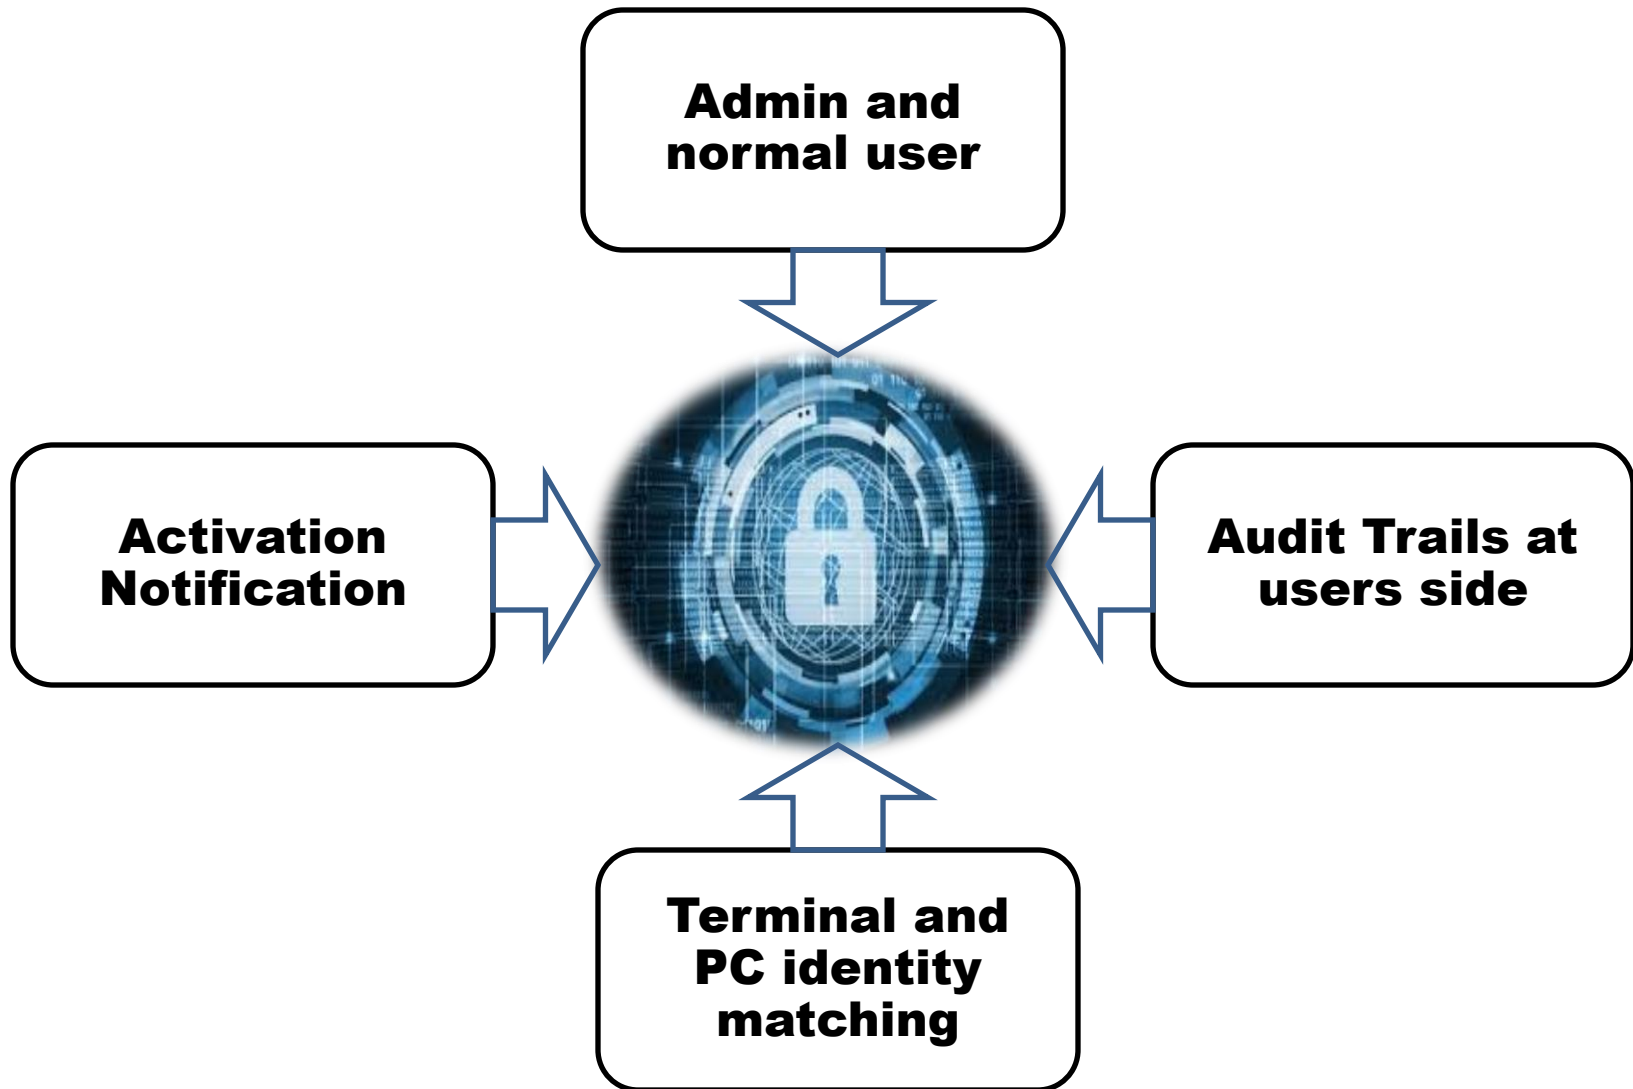 Admin and
normal user
Activation
Notification
Audit Trails at
users side
Terminal and
PC identity
matching